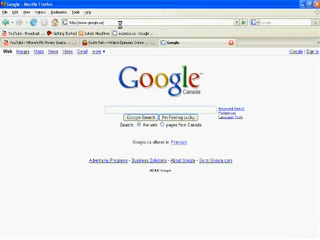 Google - Mozilla Firefox
File Edit View History Bookmarks Tools Help
http://www.google.ca/
Getting Started Latest Headlines
Google
Web Images Maps News Video Gmail more
iGoogle | Sign in
Google
Canada
Advanced Search
Preferences
Language Tools
Google Search I'm Feeling Lucky
Search: the web pages from Canada
Google.ca offered in: Français
Advertising Programs - Business Solutions - About Google - Go to Google.com
Google